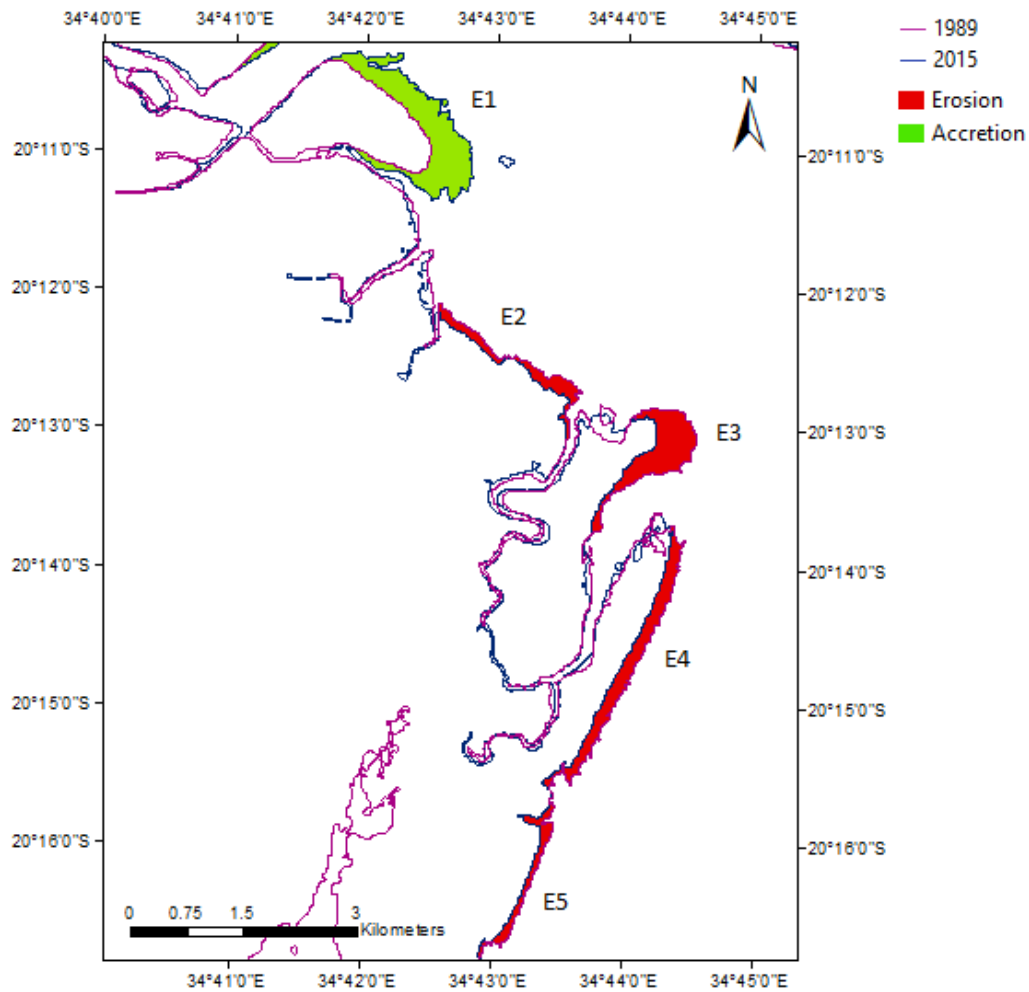 34°40'0"E 34°41'0"E 34°42'0"E 34°43'0"E 34°44'0"E 34°45'0"E
1989
2015
Erosion
Accretion
N
E1
20°11'0"S 20°11'0"S
20°12'0"S 20°12'0"S
E2
20°13'0"S 20°13'0"S
E3
20°14'0"S 20°14'0"S
E4
20°15'0"S 20°15'0"S
20°16'0"S 20°16'0"S
E5
0 0.75 1.5 3
Kilometers
34°41'0"E 34°42'0"E 34°43'0"E 34°44'0"E 34°45'0"E